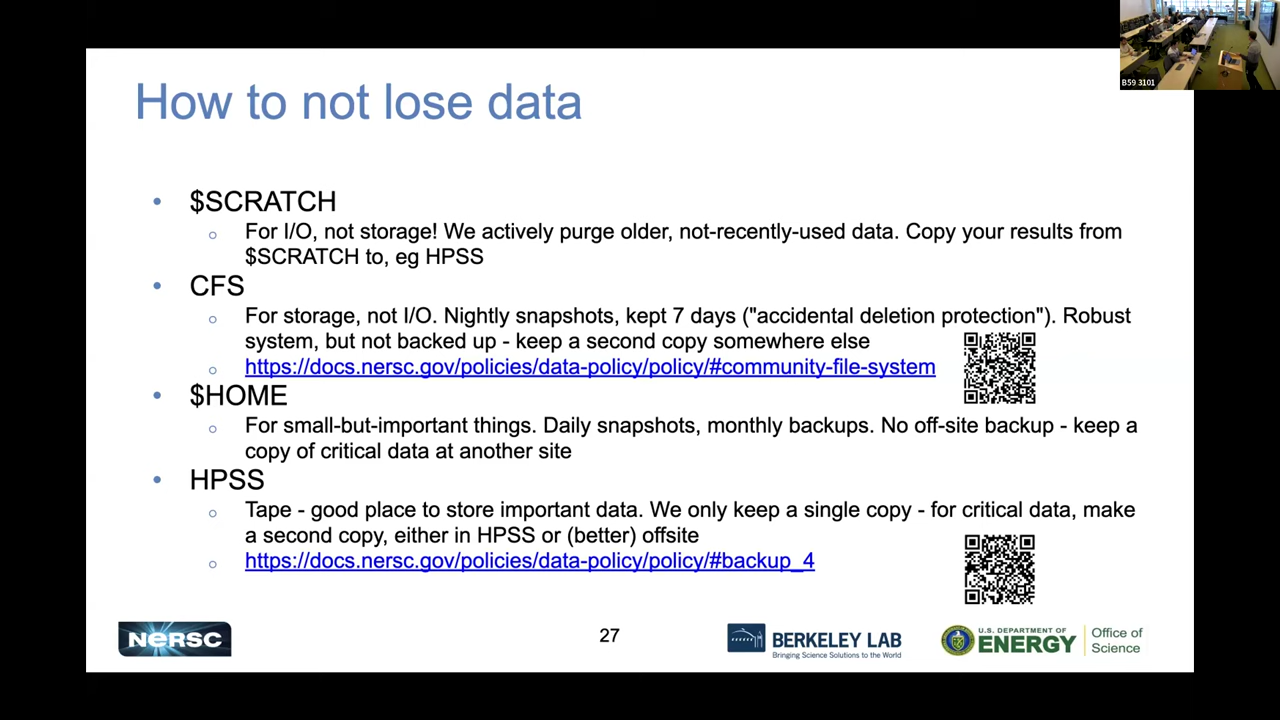 B59 3101
How to not lose data
• $SCRATCH
○ For I/O, not storage! We actively purge older, not-recently-used data. Copy your results from
$SCRATCH to, eg HPSS
• CFS
○ For storage, not I/O. Nightly snapshots, kept 7 days ("accidental deletion protection"). Robust
system, but not backed up - keep a second copy somewhere else
○ https://docs.nersc.gov/policies/data-policy/policy/#community-file-system
• $HOME
○ For small-but-important things. Daily snapshots, monthly backups. No off-site backup - keep a
copy of critical data at another site
• HPSS
○ Tape - good place to store important data. We only keep a single copy - for critical data, make
a second copy, either in HPSS or (better) offsite
○ https://docs.nersc.gov/policies/data-policy/policy/#backup_4
NERSC
27
BERKELEY LAB
Bringing Science Solutions to the World
U.S. DEPARTMENT OF
ENERGY
Office of
Science